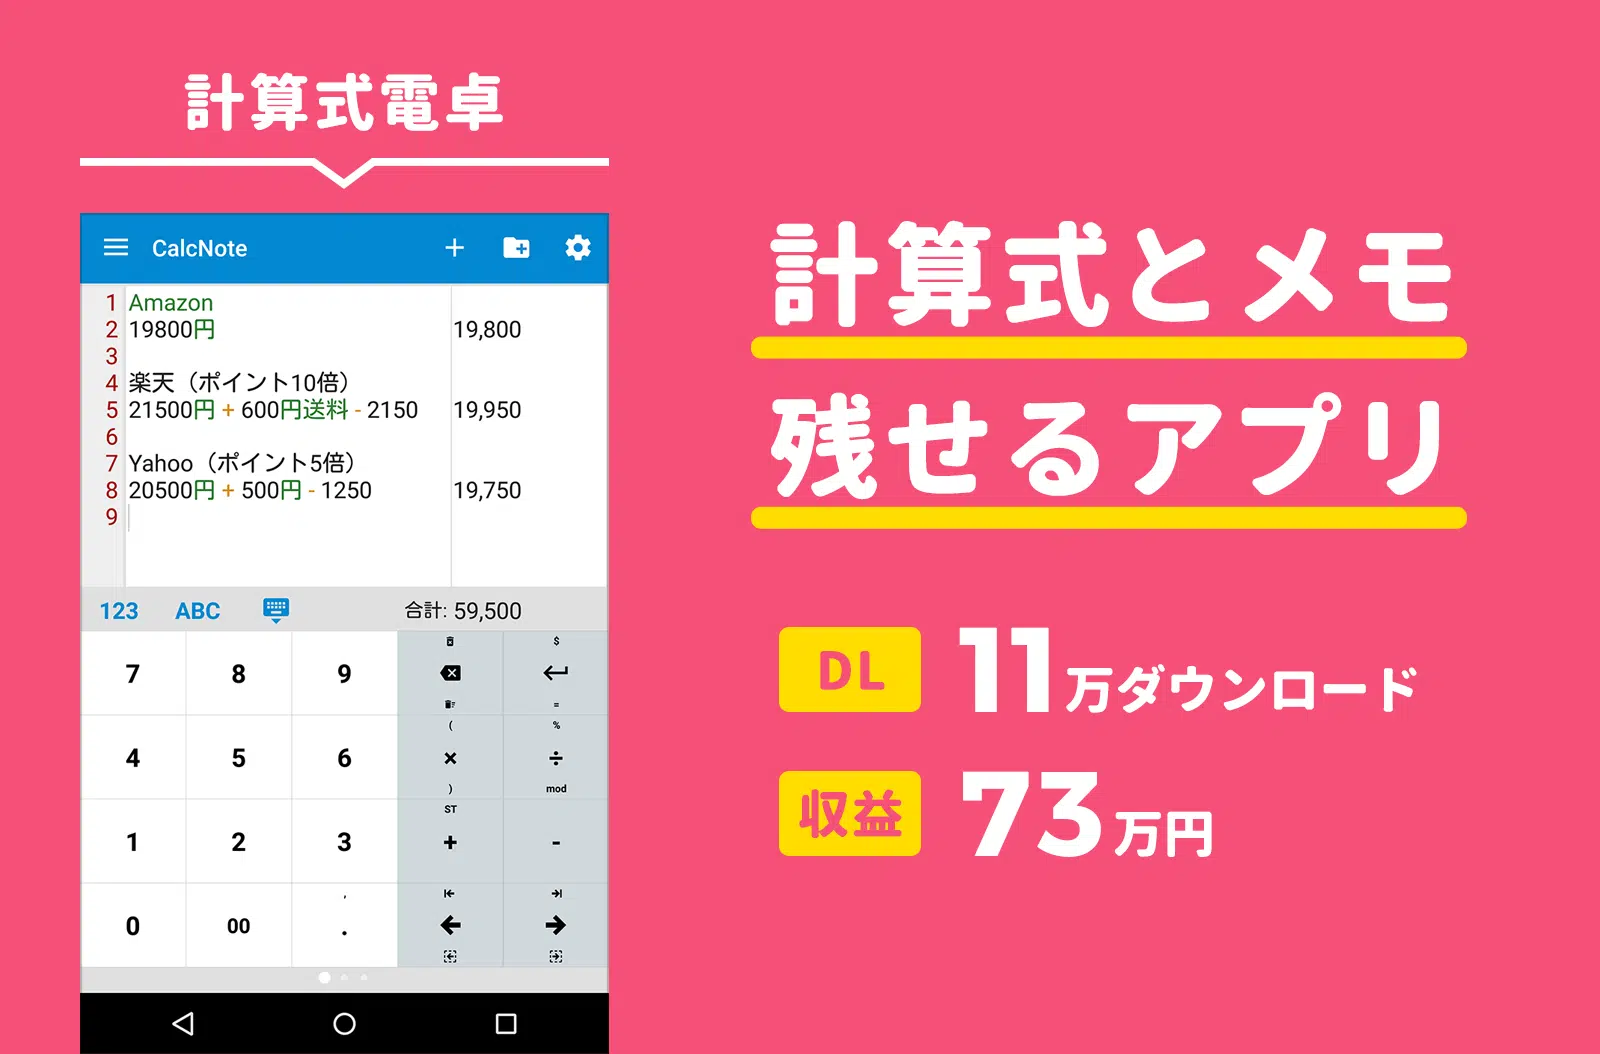 計算式電卓
CalcNote
1 Amazon
2 19800円 19,800
3
4 楽天（ポイント10倍）
5 21500円 + 600円送料 - 2150 19,950
6
7 Yahoo（ポイント5倍）
8 20500円 + 500円 - 1250 19,750
9
123 ABC 合計: 59,500
$
7 8 9
=
( %
4 5 6 × ÷
) mod
ST
1 2 3 + -
,
0 00 .
計算式とメモ
残せるアプリ
DL 11万ダウンロード
収益 73万円